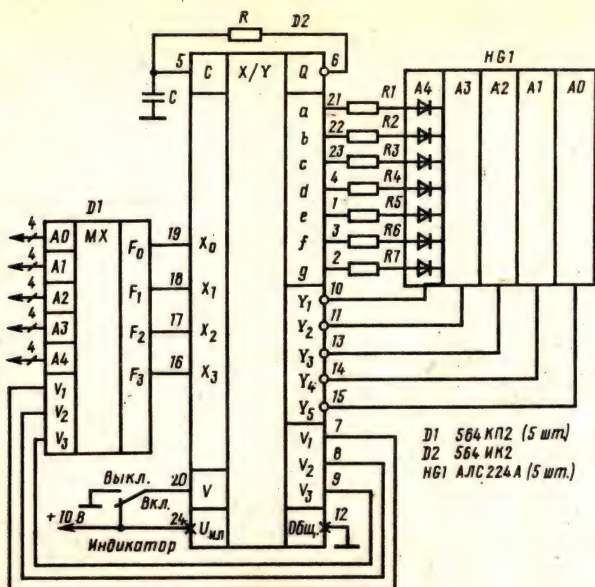 R D2
5 C X/Y Q 6
C
HG1
a 21 R1 A4 A3 A2 A1 A0
b 22 R2
c 23 R3
d 4 R4
e 1 R5
f 3 R6
g 2 R7
D1
4 A0 MX F0 19 X0
4 A1 F1 18 X1
4 A2 F2 17 X2
4 A3 F3 16 X3
4 A4
V1
V2
V3
Y1 10
Y2 11
Y3 13
Y4 14
Y5 15
V1 7
V2 8
V3 9
D1 564 КП2 (5 шт.)
D2 564 ИК2
HG1 АЛС224А (5 шт.)
Выкл. 20 V
Вкл.
+10 В 24 Uил Общ. 12
Индикатор